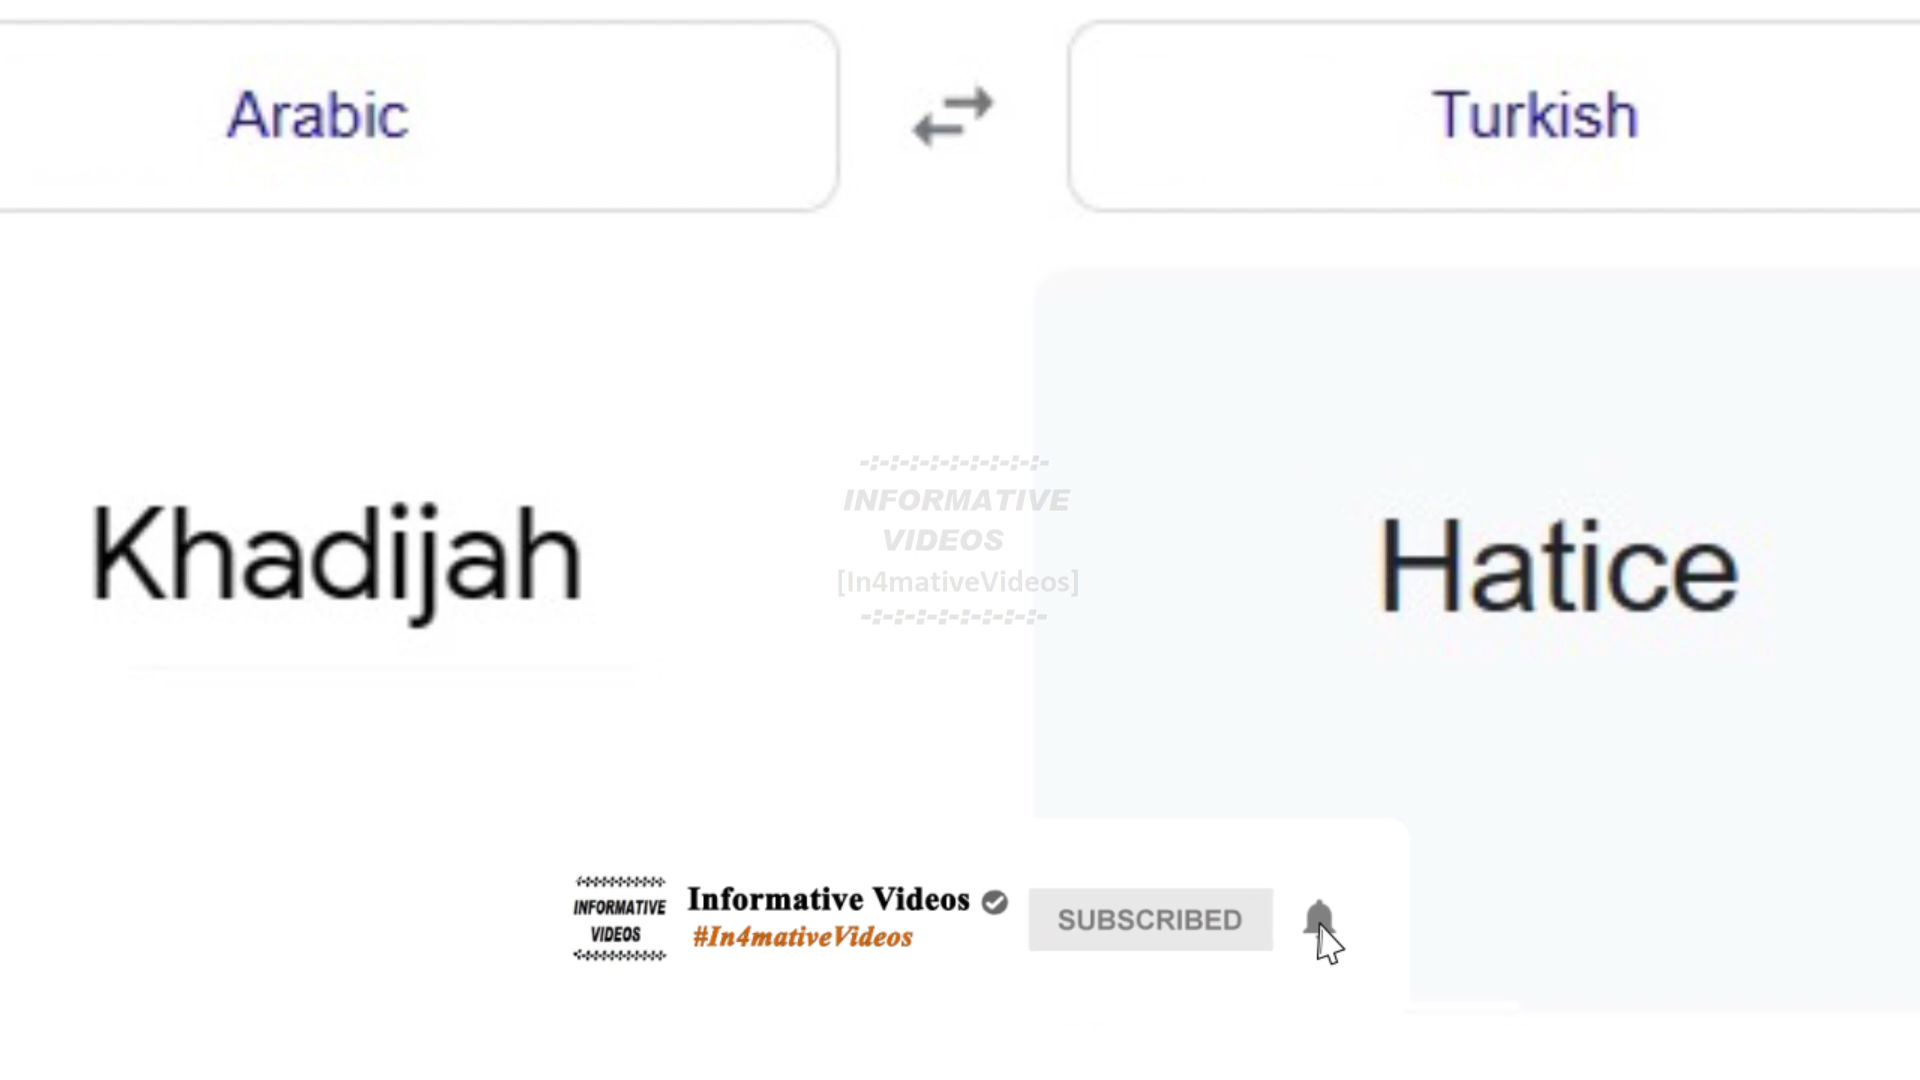 Arabic
Turkish
Khadijah
Hatice
INFORMATIVE
VIDEOS
[In4mativeVideos]
INFORMATIVE
VIDEOS
Informative Videos
#In4mativeVideos
SUBSCRIBED